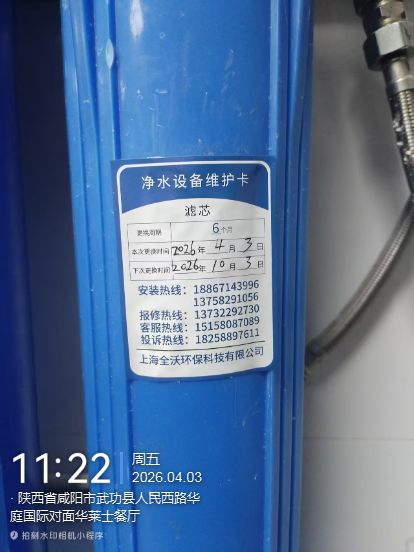 净水设备维护卡
滤芯
更换周期 6个月
本次更换时间 2026年4月3日
下次更换时间 2026年10月3日
安装热线：18867143996
13758291056
报修热线：13732292730
客服热线：15158087089
投诉热线：18258897611
上海全沃环保科技有限公司
11:22 周五
2026.04.03
· 陕西省咸阳市武功县人民西路华
庭国际对面华莱士餐厅
拍刻水印相机小程序